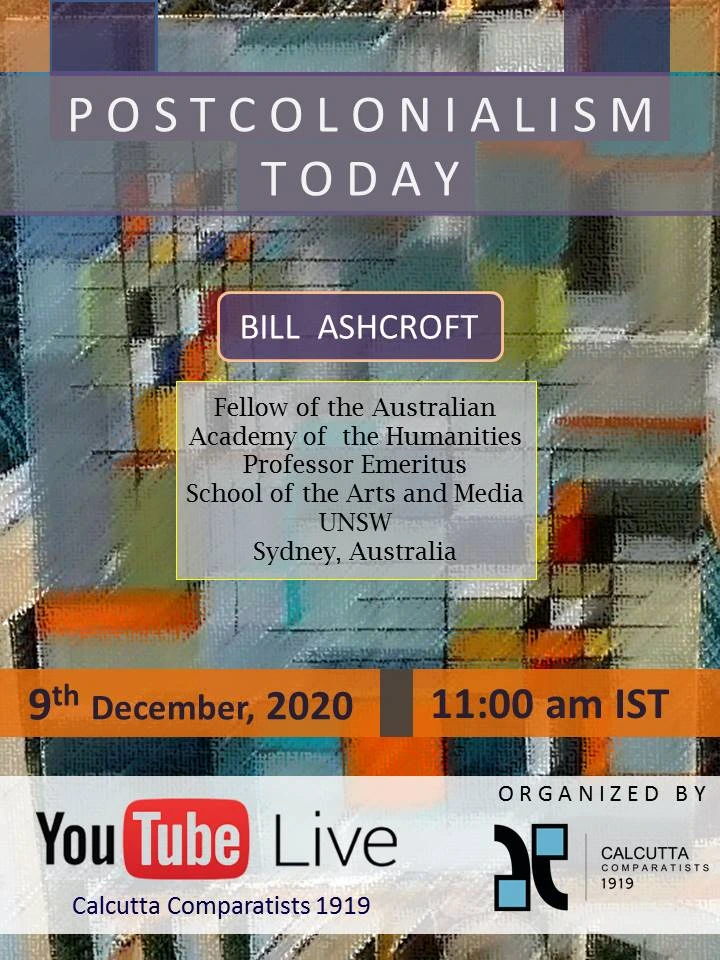 POSTCOLONIALISM
TODAY
BILL ASHCROFT
Fellow of the Australian
Academy of the Humanities
Professor Emeritus
School of the Arts and Media
UNSW
Sydney, Australia
9th December, 2020
11:00 am IST
YouTube Live
Calcutta Comparatists 1919
ORGANIZED BY
CALCUTTA
COMPARATISTS
1919